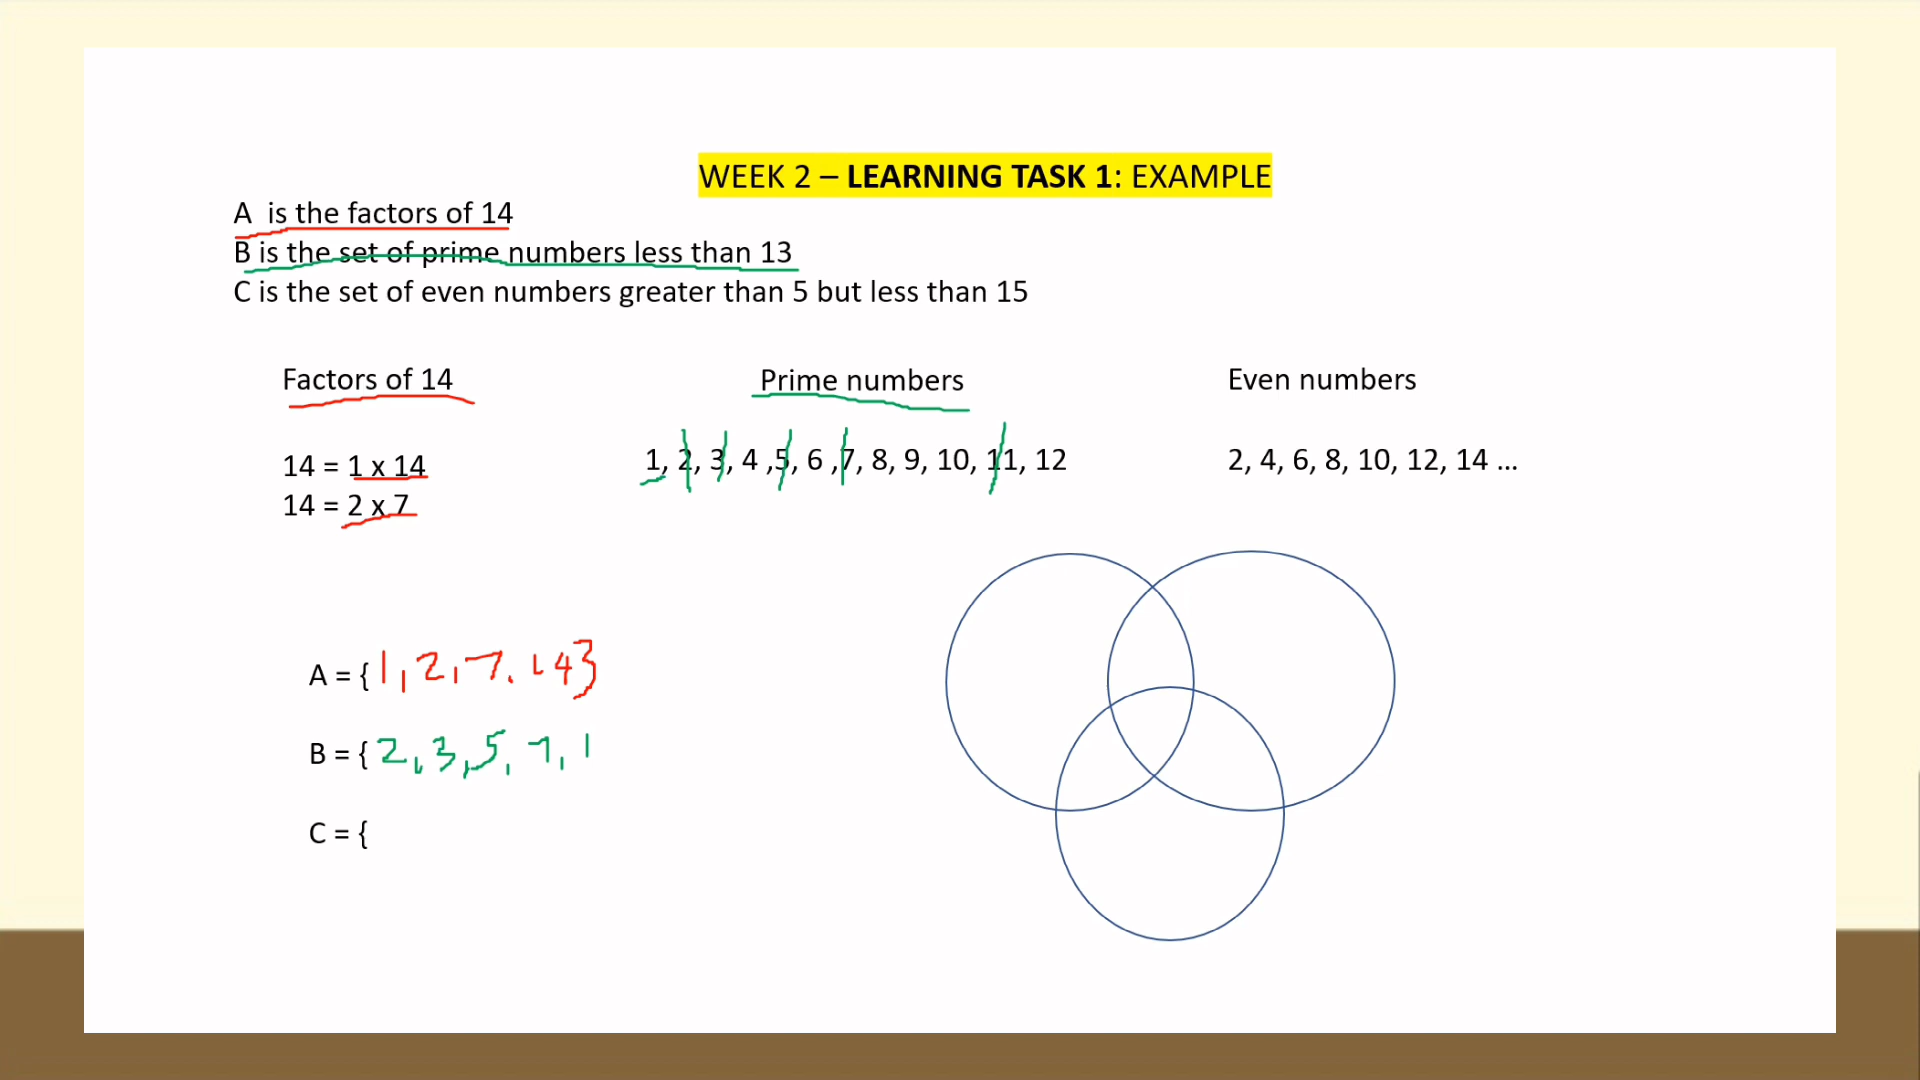 WEEK 2 – LEARNING TASK 1: EXAMPLE
A is the factors of 14
B is the set of prime numbers less than 13
C is the set of even numbers greater than 5 but less than 15
Factors of 14
Prime numbers
Even numbers
14 = 1 x 14
14 = 2 x 7
1, 2, 3, 4 ,5, 6 ,7, 8, 9, 10, 11, 12
2, 4, 6, 8, 10, 12, 14 ...
A = { 1, 2, 7, 14}
B = { 2, 3, 5, 7, 1
C = {